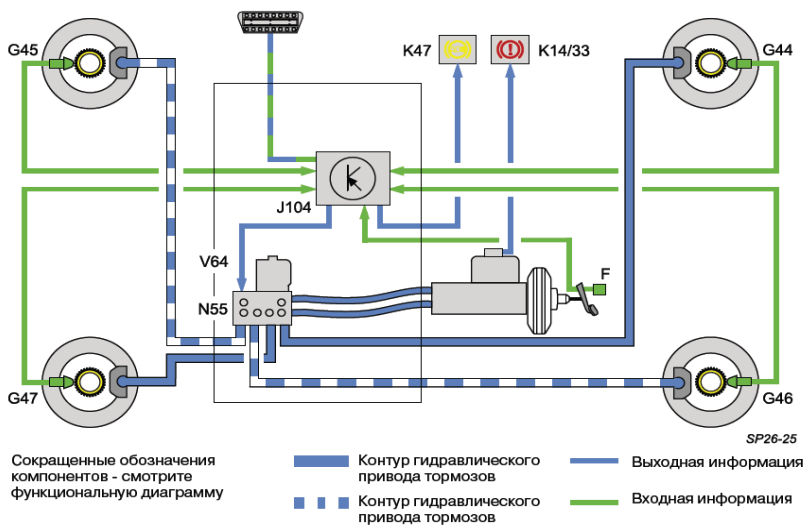 G45
K47
K14/33
G44
J104
V64
N55
F
G47
G46
SP26-25
Сокращенные обозначения
компонентов - смотрите
функциональную диаграмму
Контур гидравлического
привода тормозов
Контур гидравлического
привода тормозов
Выходная информация
Входная информация